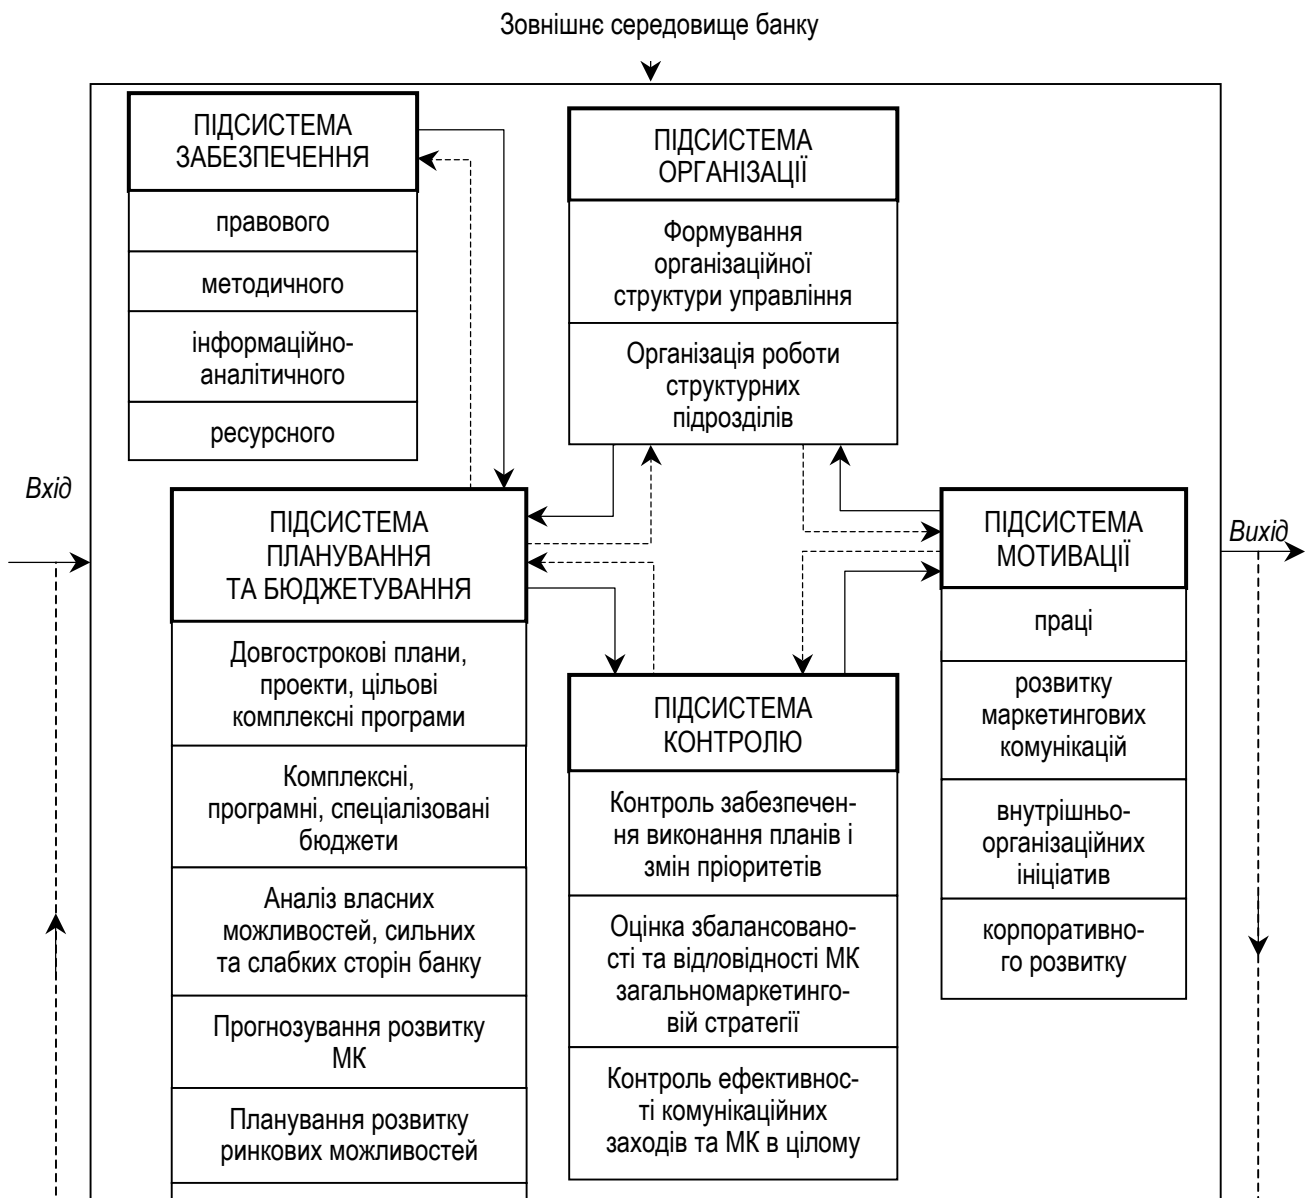 Зовнішнє середовище банку
ПІДСИСТЕМА
ЗАБЕЗПЕЧЕННЯ
правового
методичного
інформаційно-
аналітичного
ресурсного
ПІДСИСТЕМА
ОРГАНІЗАЦІЇ
Формування
організаційної
структури управління
Організація роботи
структурних
підрозділів
Вхід
ПІДСИСТЕМА
ПЛАНУВАННЯ
ТА БЮДЖЕТУВАННЯ
Довгострокові плани,
проекти, цільові
комплексні програми
Комплексні,
програмні, спеціалізовані
бюджети
Аналіз власних
можливостей, сильних
та слабких сторін банку
Прогнозування розвитку
МК
Планування розвитку
ринкових можливостей
ПІДСИСТЕМА
КОНТРОЛЮ
Контроль забезпечен-
ня виконання планів і
змін пріоритетів
Оцінка збалансовано-
сті та відповідності МК
загальномаркетинго-
вій стратегії
Контроль ефективнос-
ті комунікаційних
заходів та МК в цілому
ПІДСИСТЕМА
МОТИВАЦІЇ
праці
розвитку
маркетингових
комунікацій
внутрішньо-
організаційних
ініціатив
корпоративно-
го розвитку
Вихід